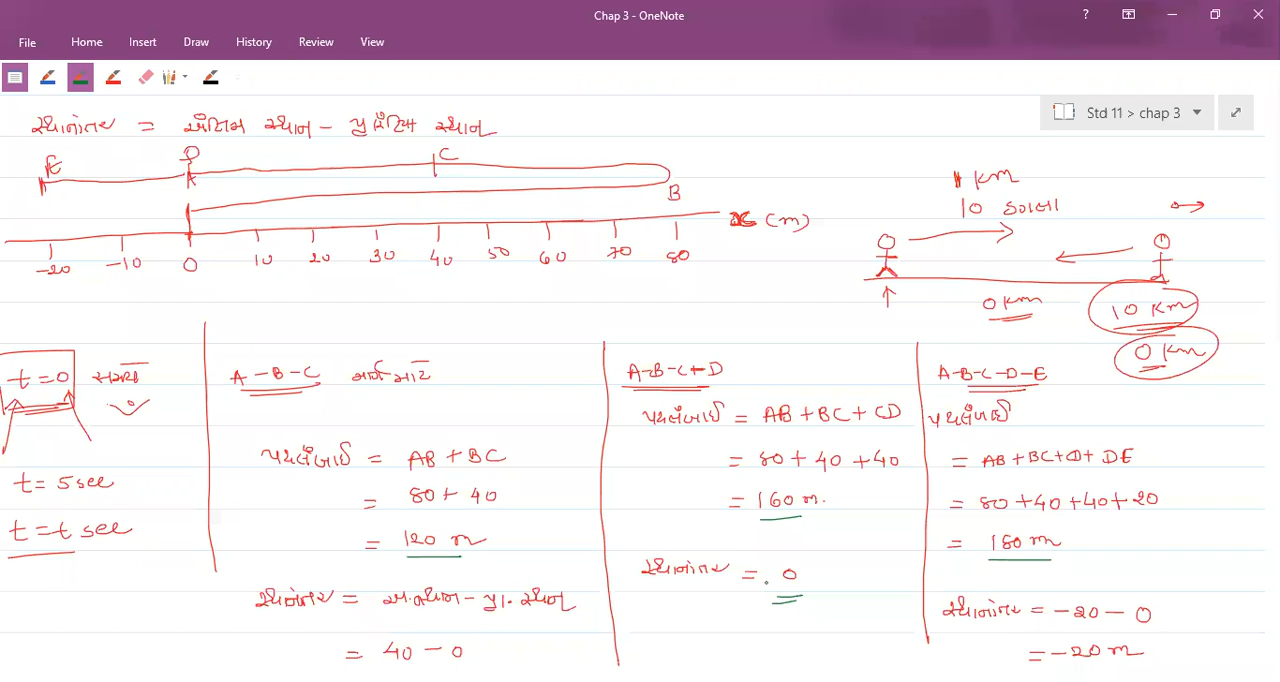 Chap 3 - OneNote
File Home Insert Draw History Review View
Std 11 > chap 3
સ્થાનાંતર = અંતિમ સ્થાન - પ્રારંભિક સ્થાન
E D C
A
B
x (m)
-20 -10 0 10 20 30 40 50 60 70 80
1 km
10 કલાક
0 km
10 km
0 km
t=0 સમય
t = 5 sec
t = t sec
A-B-C માર્ગ માટે
પથલંબાઈ = AB + BC
= 80 + 40
= 120 m
સ્થાનાંતર = અ.સ્થાન - પ્રા. સ્થાન
= 40 - 0
A-B-C-D
પથલંબાઈ = AB + BC + CD
= 80 + 40 + 40
= 160 m.
સ્થાનાંતર = 0
A-B-C-D-E
પથલંબાઈ
= AB + BC + CD + DE
= 80 + 40 + 40 + 20
= 180 m
સ્થાનાંતર = -20 - 0
= -20 m